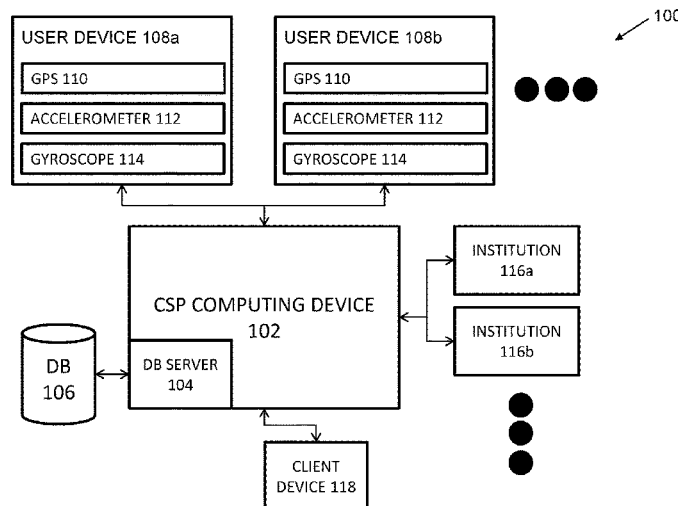 100
USER DEVICE 108a
GPS 110
ACCELEROMETER 112
GYROSCOPE 114
USER DEVICE 108b
GPS 110
ACCELEROMETER 112
GYROSCOPE 114
CSP COMPUTING DEVICE
102
INSTITUTION
116a
INSTITUTION
116b
DB
106
DB SERVER
104
CLIENT
DEVICE 118